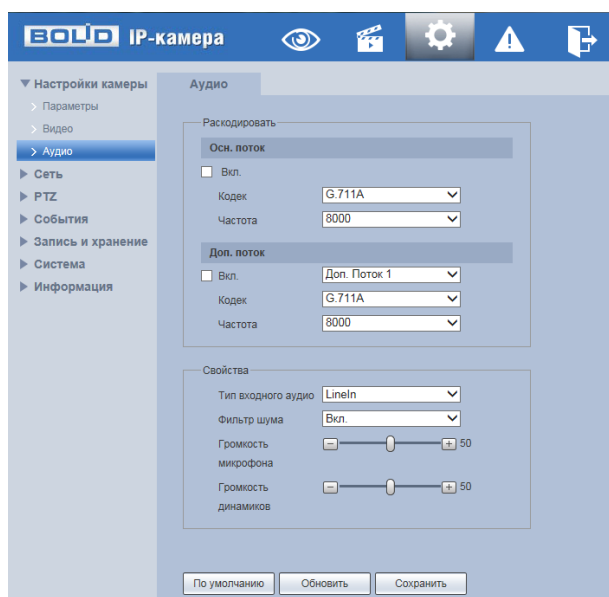 BOLID IP-камера
Настройки камеры
Параметры
Видео
Аудио
Сеть
PTZ
События
Запись и хранение
Система
Информация
Аудио
Раскодировать
Осн. поток
Вкл.
Кодек G.711A
Частота 8000
Доп. поток
Вкл. Доп. Поток 1
Кодек G.711A
Частота 8000
Свойства
Тип входного аудио LineIn
Фильтр шума Вкл.
Громкость микрофона 50
Громкость динамиков 50
По умолчанию Обновить Сохранить